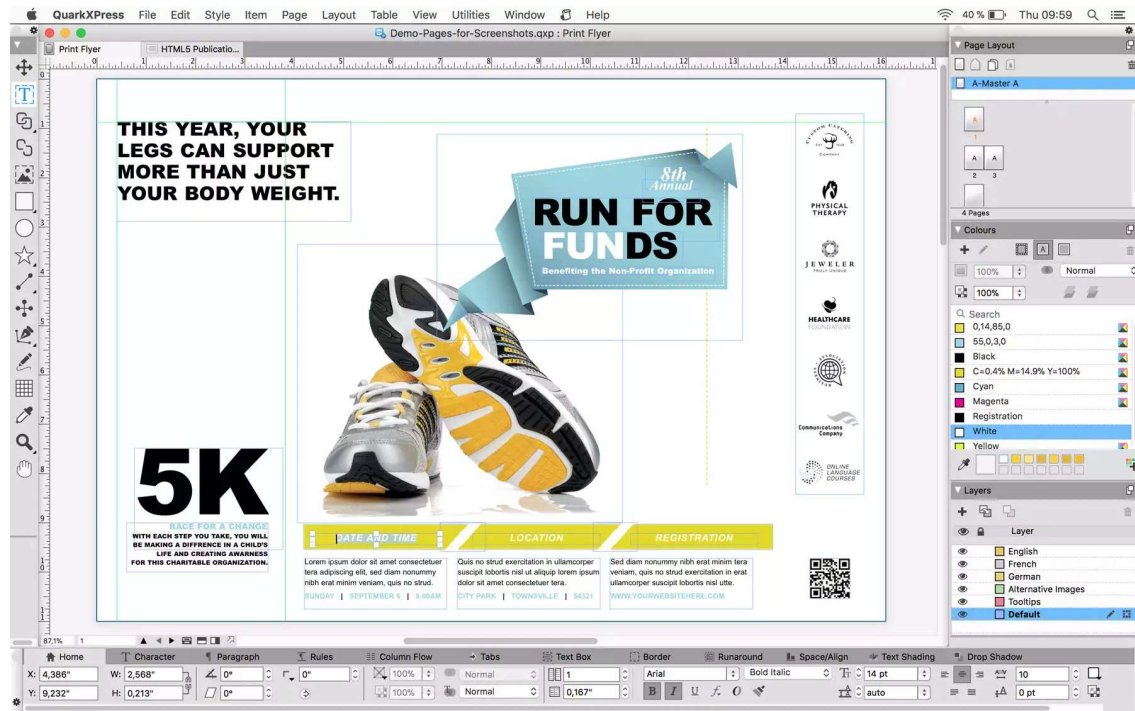 QuarkXPress File Edit Style Item Page Layout Table View Utilities Window Help
40 % Thu 09:59
Demo-Pages-for-Screenshots.qxp : Print Flyer
Print Flyer
HTML5 Publicatio...
THIS YEAR, YOUR
LEGS CAN SUPPORT
MORE THAN JUST
YOUR BODY WEIGHT.
8th
Annual
RUN FOR
FUNDS
Benefiting the Non-Profit Organization
CUSTOM CATERING
Company
PHYSICAL
THERAPY
JEWELER
TRULY UNIQUE
HEALTHCARE
FOUNDATION
Communications
Company
ONLINE
LANGUAGE
COURSES
5K
RACE FOR A CHANGE
WITH EACH STEP YOU TAKE, YOU WILL
BE MAKING A DIFFRENCE IN A CHILD'S
LIFE AND CREATING AWARNESS
FOR THIS CHARITABLE ORGANIZATION.
DATE AND TIME
LOCATION
REGISTRATION
Lorem ipsum dolor sit amet consectetuer
tera adipiscing elit, sed diam nonummy
nibh erat minim veniam, quis no strud.
SUNDAY | SEPTEMBER 6 | 9:00AM
Quis no strud exercitation in ullamcorper
suscipit lobortis nisl ut aliquip lorem ipsum
dolor sit amet consectetuer tera.
CITY PARK | TOWNSVILLE | 54321
Sed diam nonummy nibh erat minim tera
veniam, quis no strud exercitation in erat
ullamcorper suscipit lobortis nisl utte.
WWW.YOURWEBSITEHERE.COM
Page Layout
A-Master A
A
1
A A
2 3
4 Pages
Colours
100%
Normal
100%
Search
0,14,85,0
55,0,3,0
Black
C=0.4% M=14.9% Y=100%
Cyan
Magenta
Registration
White
Yellow
Layers
Layer
English
French
German
Alternative Images
Tooltips
Default
87,1% 1
Home Character Paragraph Rules Column Flow Tabs Text Box Border Runaround Space/Align Text Shading Drop Shadow
X: 4,386" W: 2,568" 0° 0° 100% Normal 1 Arial Bold Italic 14 pt 10
Y: 9,232" H: 0,213" 0° 100% Normal 0,167" B I U auto 0 pt